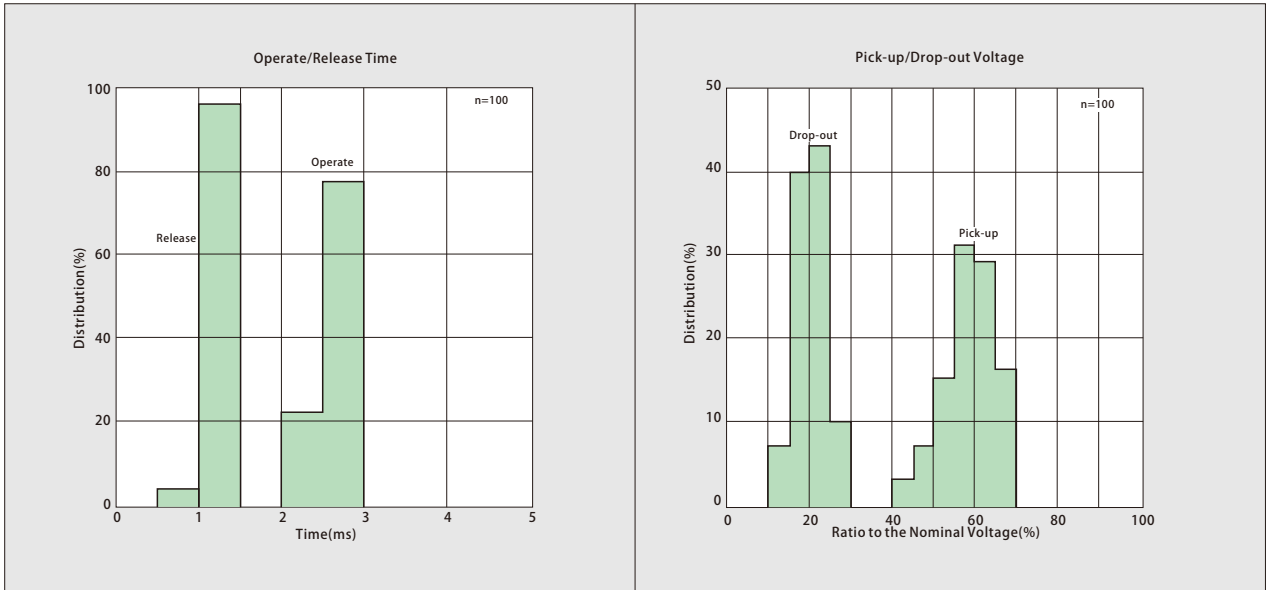 Operate/Release Time
100
80
60
40
20
0
Distribution(%)
n=100
Release
Operate
0 1 2 3 4 5
Time(ms)
Pick-up/Drop-out Voltage
50
40
30
20
10
0
Distribution(%)
n=100
Drop-out
Pick-up
0 20 40 60 80 100
Ratio to the Nominal Voltage(%)